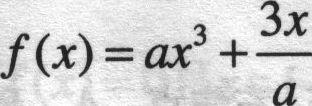 f(x) = ax³ + 3x/a